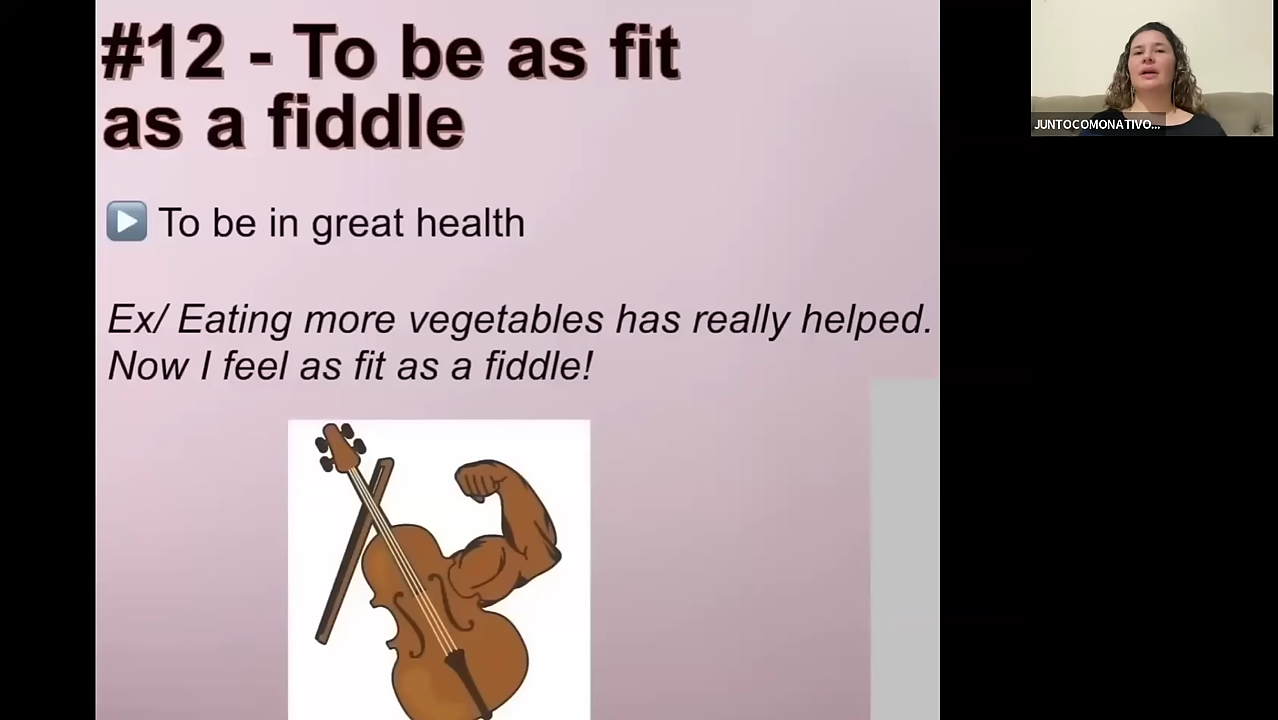 #12 - To be as fit
as a fiddle
To be in great health
Ex/ Eating more vegetables has really helped.
Now I feel as fit as a fiddle!
JUNTOCOMONATIVO...